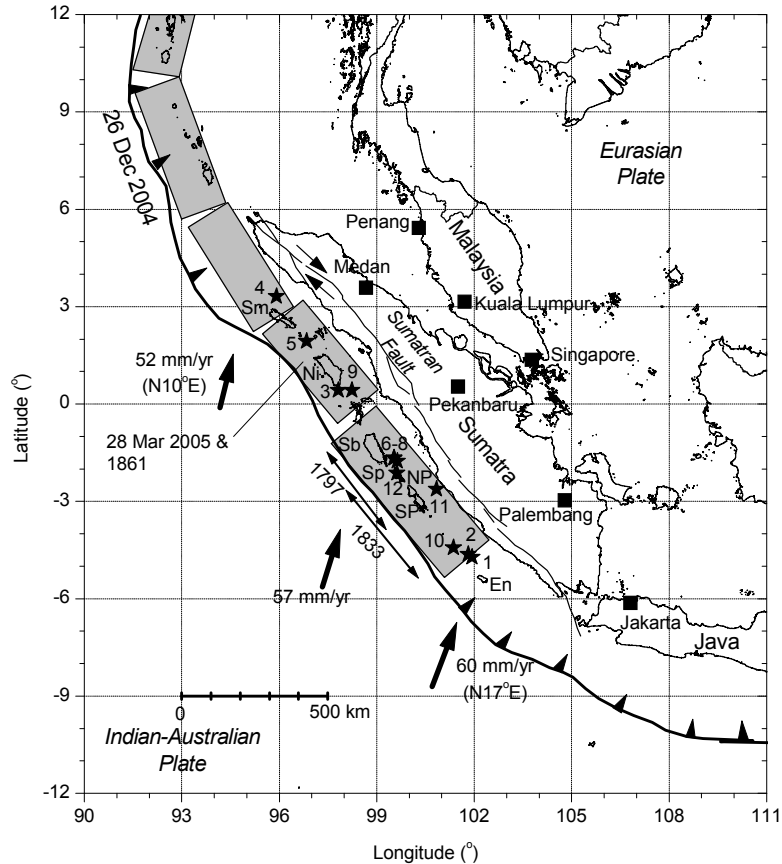 12
9
6
3
0
-3
-6
-9
-12
Latitude (°)
90
93
96
99
102
105
108
111
Longitude (°)
26 Dec 2004
Eurasian
Plate
Penang
Malaysia
Medan
Kuala Lumpur
4
Sm
Sumatran
Fault
Singapore
5
52 mm/yr
(N10°E)
Ni
9
3
Pekanbaru
28 Mar 2005 &
1861
Sumatra
Sb
6-8
Sp
NP
12
1797
11
SP
Palembang
1833
10
2
1
En
57 mm/yr
Jakarta
Java
60 mm/yr
(N17°E)
0
500 km
Indian-Australian
Plate